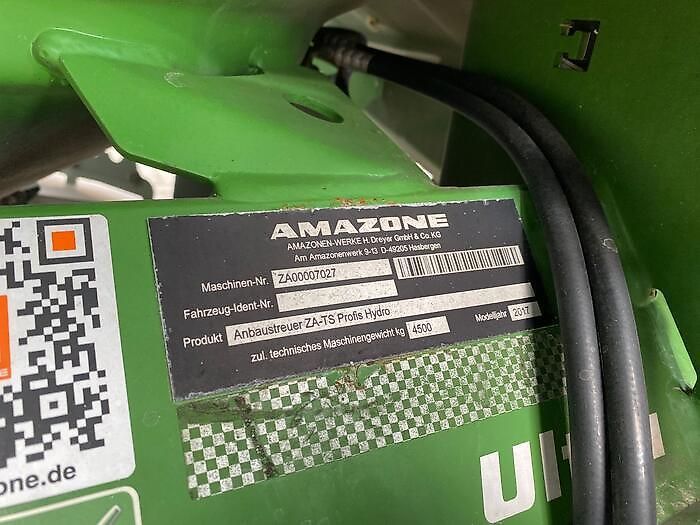 AMAZONE
AMAZONEN-WERKE H. Dreyer GmbH & Co. KG
Am Amazonenwerk 9-13 D-49205 Hasbergen
Maschinen-Nr. ZA00007027
Fahrzeug-Ident-Nr.
Produkt Anbaustreuer ZA-TS Profis Hydro Modelljahr 2017
zul. technisches Maschinengewicht kg 4500
one.de